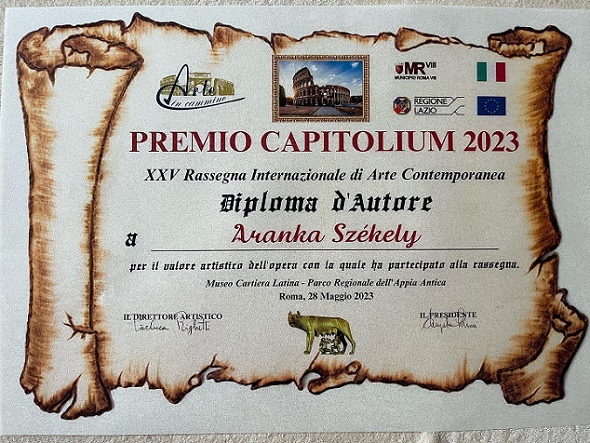 Arte
in cammino
MR VIII
MUNICIPIO ROMA VIII
REGIONE
LAZIO
PREMIO CAPITOLIUM 2023
XXV Rassegna Internazionale di Arte Contemporanea
Diploma d'Autore
a Aranka Székely
per il valore artistico dell'opera con la quale ha partecipato alla rassegna.
Museo Cartiera Latina - Parco Regionale dell'Appia Antica
Roma, 28 Maggio 2023
IL DIRETTORE ARTISTICO
IL PRESIDENTE